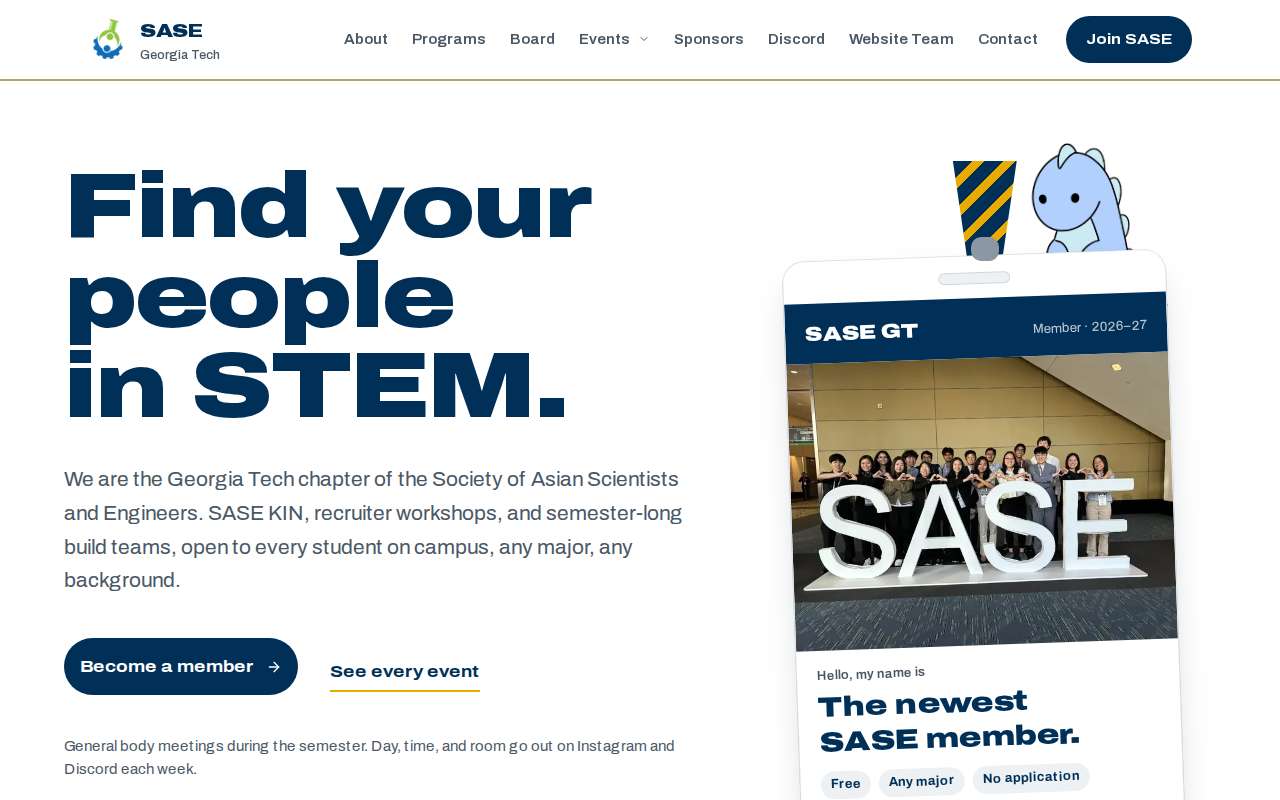 SASE
Georgia Tech
About
Programs
Board
Events
Sponsors
Discord
Website Team
Contact
Join SASE
Find your
people
in STEM.
We are the Georgia Tech chapter of the Society of Asian Scientists
and Engineers. SASE KIN, recruiter workshops, and semester-long
build teams, open to every student on campus, any major, any
background.
Become a member →
See every event
General body meetings during the semester. Day, time, and room go out on Instagram and
Discord each week.
SASE GT
Member · 2026–27
SASE
Hello, my name is
The newest
SASE member.
Free
Any major
No application